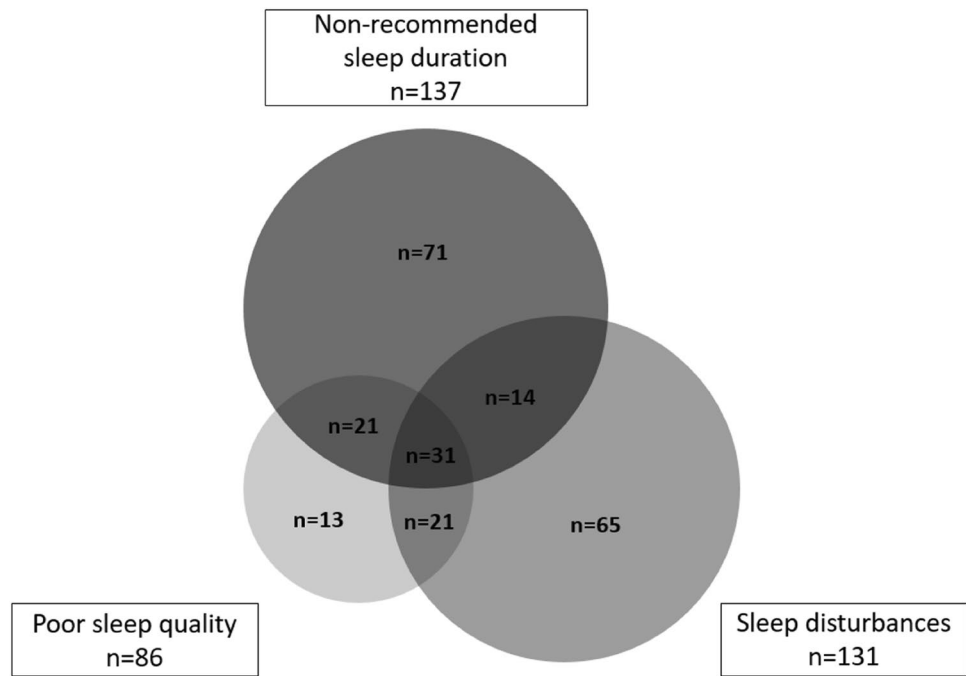 Non-recommended
sleep duration
n=137
n=71
n=14
n=21
n=31
n=13
n=21
n=65
Poor sleep quality
n=86
Sleep disturbances
n=131